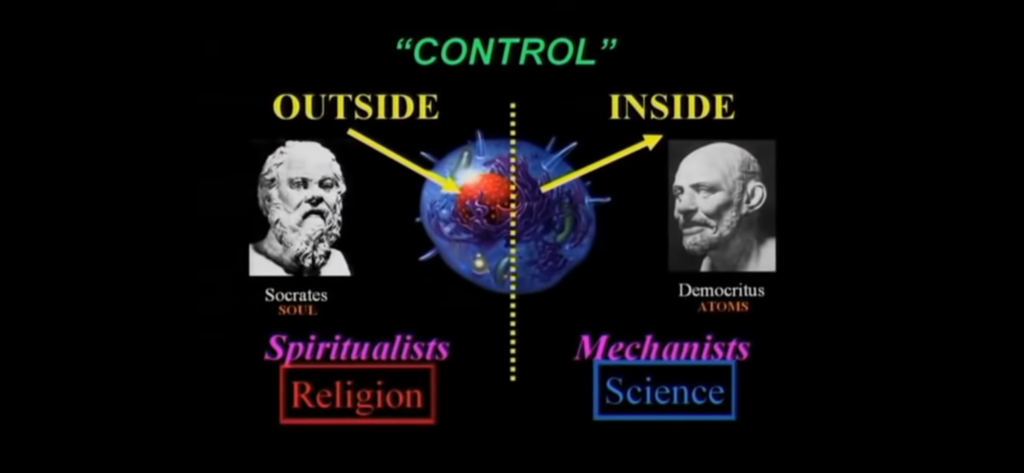 “CONTROL”
OUTSIDE
INSIDE
Socrates
SOUL
Democritus
ATOMS
Spiritualists
Mechanists
Religion
Science